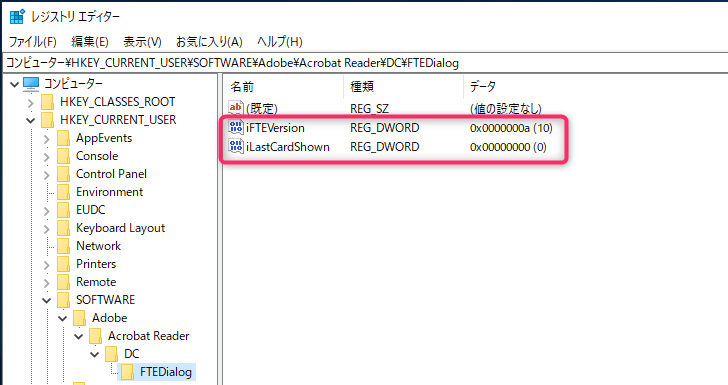 レジストリ エディター
ファイル(F) 編集(E) 表示(V) お気に入り(A) ヘルプ(H)
コンピューター¥HKEY_CURRENT_USER¥SOFTWARE¥Adobe¥Acrobat Reader¥DC¥FTEDialog
コンピューター
HKEY_CLASSES_ROOT
HKEY_CURRENT_USER
AppEvents
Console
Control Panel
Environment
EUDC
Keyboard Layout
Network
Printers
Remote
SOFTWARE
Adobe
Acrobat Reader
DC
FTEDialog
名前 種類 データ
ab (既定) REG_SZ (値の設定なし)
iFTEVersion REG_DWORD 0x0000000a (10)
iLastCardShown REG_DWORD 0x00000000 (0)